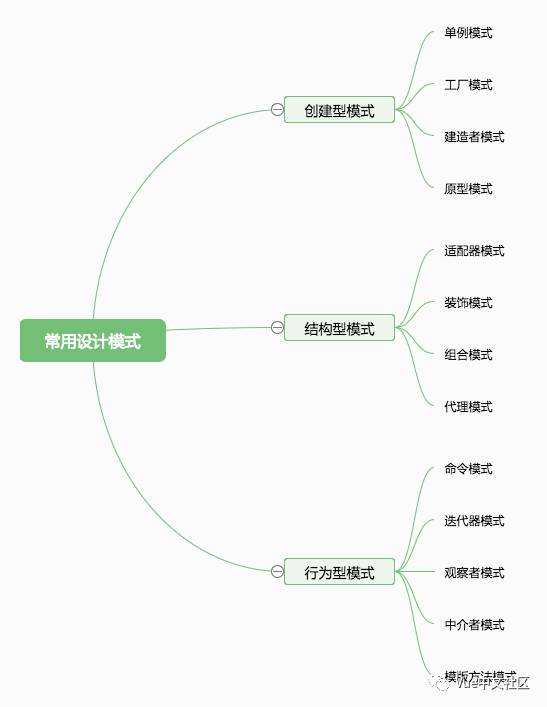 常用设计模式
创建型模式
单例模式
工厂模式
建造者模式
原型模式
结构型模式
适配器模式
装饰模式
组合模式
代理模式
行为型模式
命令模式
迭代器模式
观察者模式
中介者模式
模版方法模式
Vue中文社区